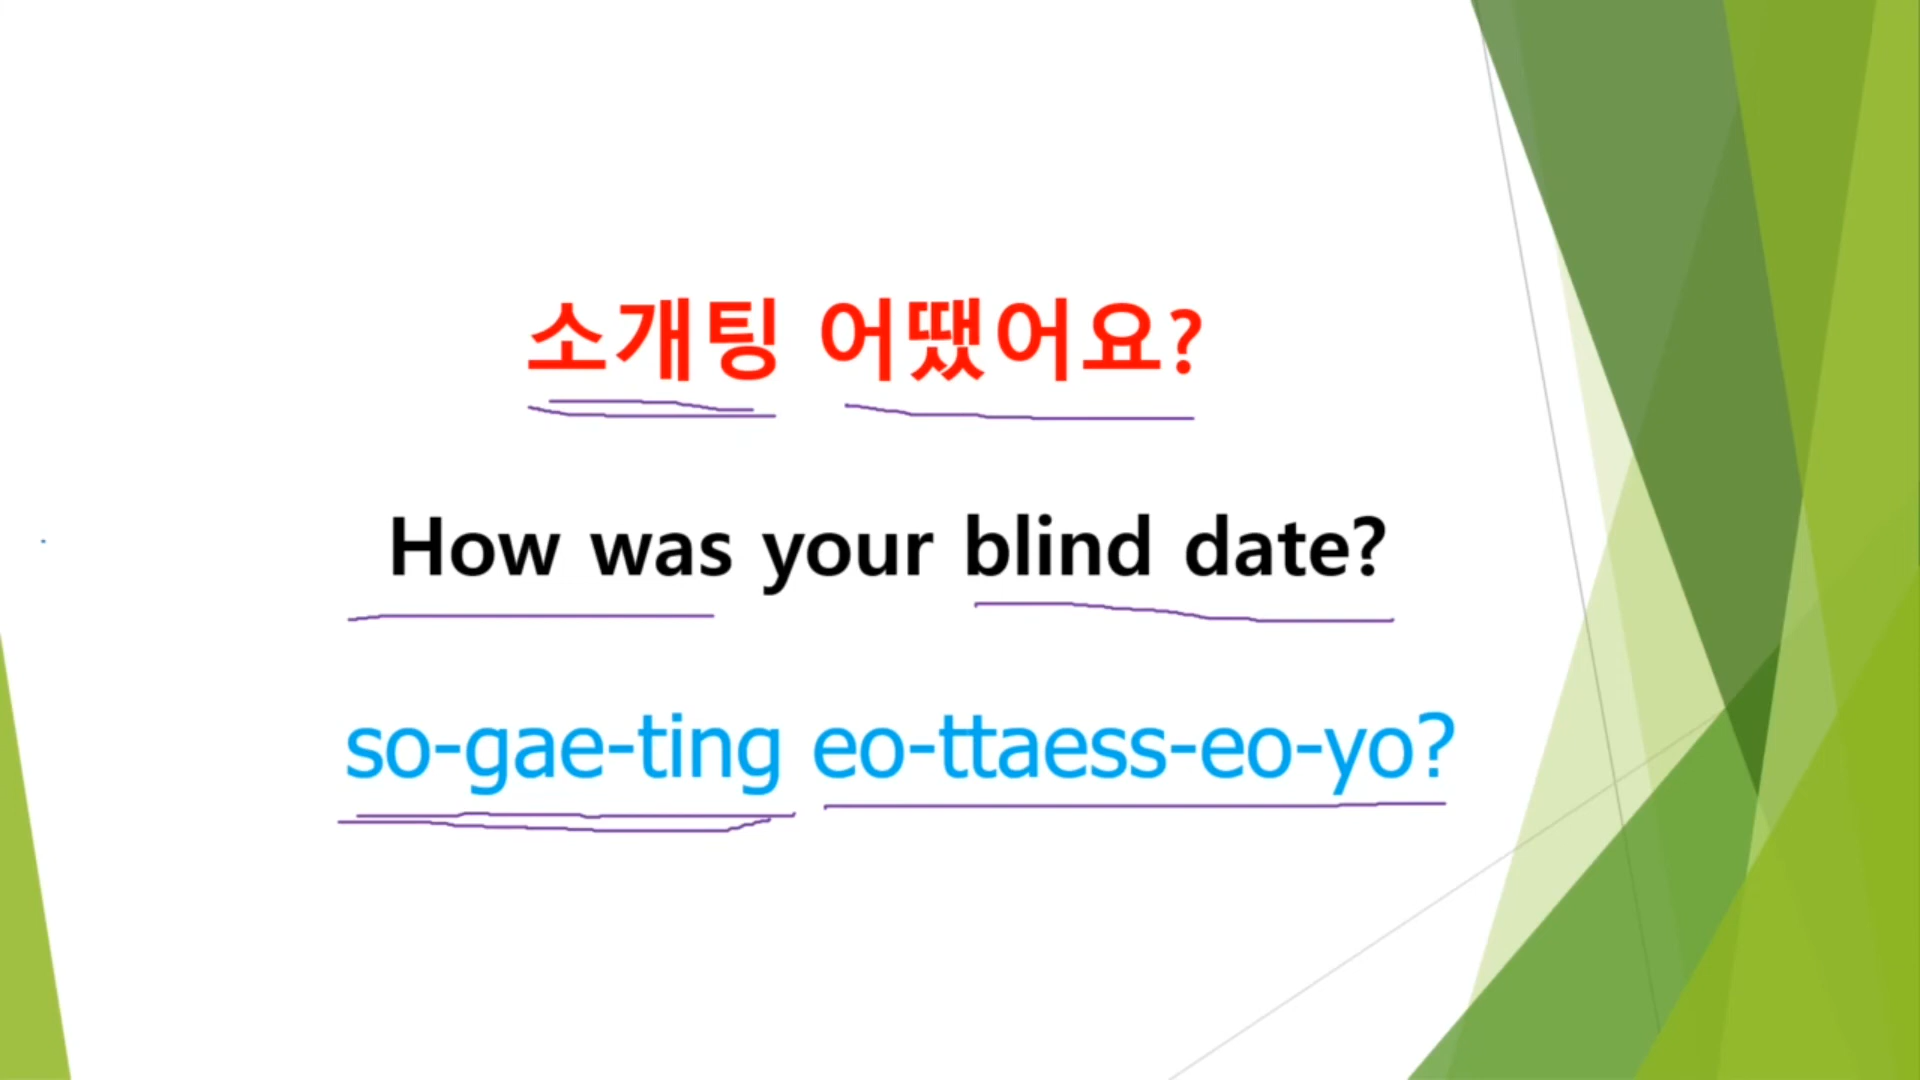 소개팅 어땠어요?
How was your blind date?
so-gae-ting eo-ttaess-eo-yo?